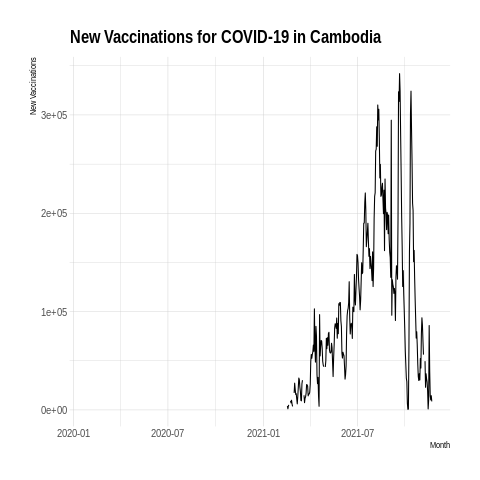 New Vaccinations for COVID-19 in Cambodia
New Vaccinations
3e+05
2e+05
1e+05
0e+00
2020-01 2020-07 2021-01 2021-07
Month